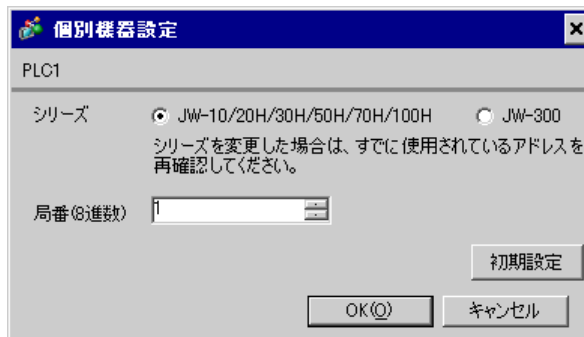 個別機器設定
PLC1
シリーズ
JW-10/20H/30H/50H/70H/100H
JW-300
シリーズを変更した場合は、すでに使用されているアドレスを
再確認してください。
局番(8進数)
1
初期設定
OK(O)
キャンセル